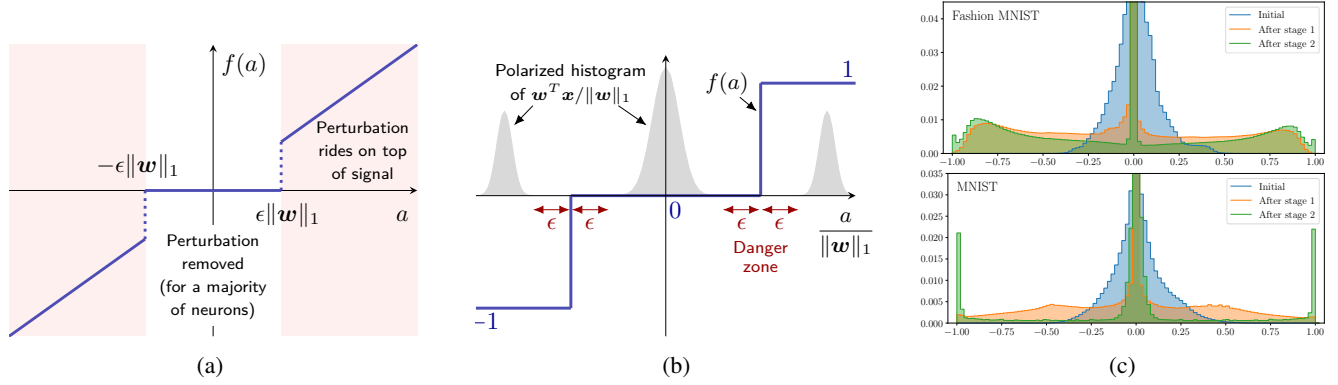 f(a)
Perturbation
rides on top
of signal
−ϵ‖w‖₁
ϵ‖w‖₁
a
Perturbation
removed
(for a majority
of neurons)
(a)
Polarized histogram
of wᵀx/‖w‖₁
f(a)
1
0
ϵ ϵ ϵ ϵ
Danger
zone
a
‖w‖₁
−1
(b)
Fashion MNIST
Initial
After stage 1
After stage 2
0.04
0.03
0.02
0.01
0.00
−1.00 −0.75 −0.50 −0.25 0.00 0.25 0.50 0.75 1.00
MNIST
Initial
After stage 1
After stage 2
0.035
0.030
0.025
0.020
0.015
0.010
0.005
0.000
−1.00 −0.75 −0.50 −0.25 0.00 0.25 0.50 0.75 1.00
(c)